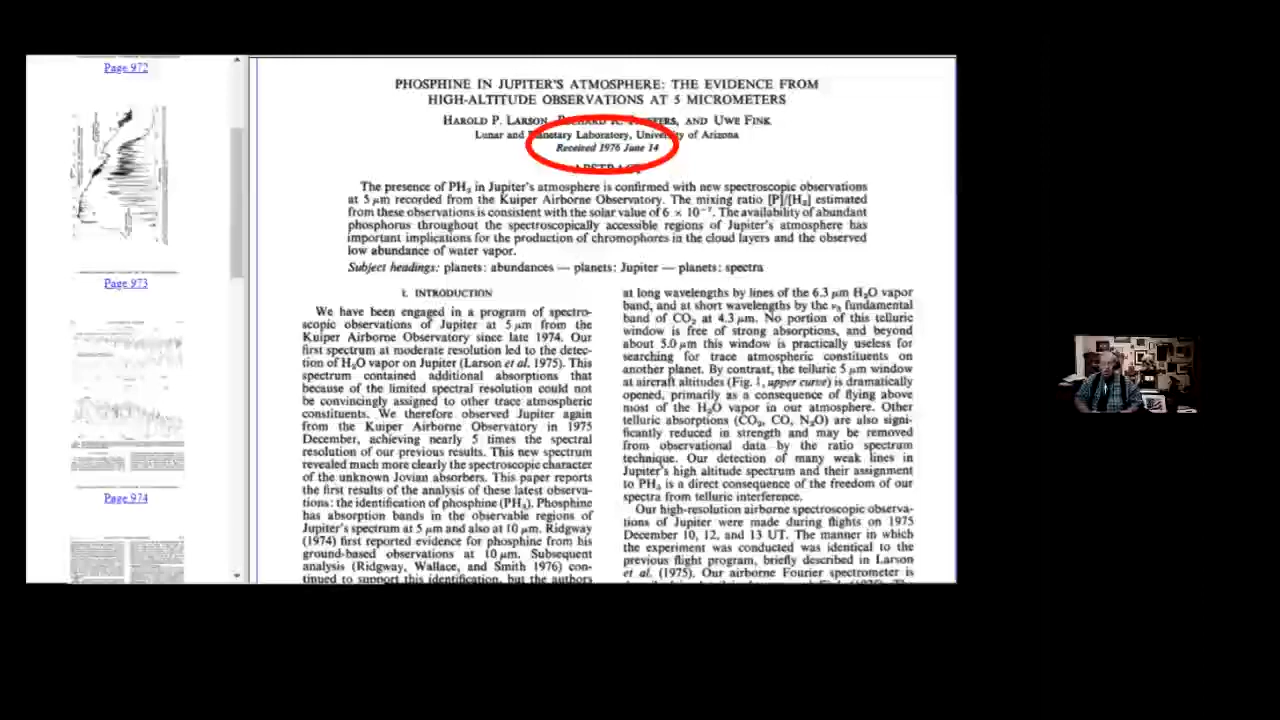 Page 972
Page 973
Page 974
PHOSPHINE IN JUPITER'S ATMOSPHERE: THE EVIDENCE FROM
HIGH-ALTITUDE OBSERVATIONS AT 5 MICROMETERS
HAROLD P. LARSON, RICHARD R. AND UWE FINK
Lunar and Planetary Laboratory, University of Arizona
Received 1976 June 14
ABSTRACT
The presence of PH₃ in Jupiter's atmosphere is confirmed with new spectroscopic observations
at 5 μm recorded from the Kuiper Airborne Observatory. The mixing ratio [P]/[H₂] estimated
from these observations is consistent with the solar value of 6 × 10⁻⁷. The availability of abundant
phosphorus throughout the spectroscopically accessible regions of Jupiter's atmosphere has
important implications for the production of chromophores in the cloud layers and the observed
low abundance of water vapor.
Subject headings: planets: abundances — planets: Jupiter — planets: spectra
I. INTRODUCTION
We have been engaged in a program of spectro-
scopic observations of Jupiter at 5 μm from the
Kuiper Airborne Observatory since late 1974. Our
first spectrum at moderate resolution led to the detec-
tion of H₂O vapor on Jupiter (Larson et al. 1975). This
spectrum contained additional absorptions that
because of the limited spectral resolution could not
be convincingly assigned to other trace atmospheric
constituents. We therefore observed Jupiter again
from the Kuiper Airborne Observatory in 1975
December, achieving nearly 5 times the spectral
resolution of our previous results. This new spectrum
revealed much more clearly the spectroscopic character
of the unknown Jovian absorbers. This paper reports
the first results of the analysis of these latest observa-
tions: the identification of phosphine (PH₃). Phosphine
has absorption bands in the observable regions of
Jupiter's spectrum at 5 μm and also at 10 μm. Ridgway
(1974) first reported evidence for phosphine from his
ground-based observations at 10 μm. Subsequent
analysis (Ridgway, Wallace, and Smith 1976) con-
tinued to support this identification, but the authors
at long wavelengths by lines of the 6.3 μm H₂O vapor
band, and at short wavelengths by the ν₃ fundamental
band of CO₂ at 4.3 μm. No portion of this telluric
window is free of strong absorptions, and beyond
about 5.0 μm this window is practically useless for
searching for trace atmospheric constituents on
another planet. By contrast, the telluric 5 μm window
at aircraft altitudes (Fig. 1, upper curve) is dramatically
opened, primarily as a consequence of flying above
most of the H₂O vapor in our atmosphere. Other
telluric absorptions (CO₂, CO, N₂O) are also signi-
ficantly reduced in strength and may be removed
from observational data by the ratio spectrum
technique. Our detection of many weak lines in
Jupiter's high altitude spectrum and their assignment
to PH₃ is a direct consequence of the freedom of our
spectra from telluric interference.
Our high-resolution airborne spectroscopic observa-
tions of Jupiter were made during flights on 1975
December 10, 12, and 13 UT. The manner in which
the experiment was conducted was identical to the
previous flight program, briefly described in Larson
et al. (1975). Our airborne Fourier spectrometer is